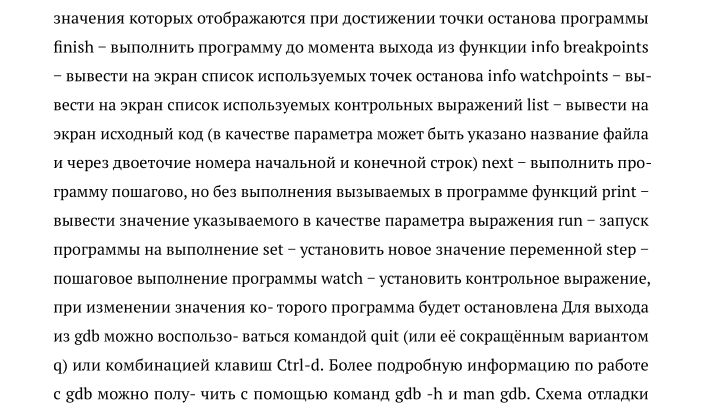 значения которых отображаются при достижении точки останова программы
finish – выполнить программу до момента выхода из функции info breakpoints
– вывести на экран список используемых точек останова info watchpoints – вы-
вести на экран список используемых контрольных выражений list – вывести на
экран исходный код (в качестве параметра может быть указано название файла
и через двоеточие номера начальной и конечной строк) next – выполнить про-
грамму пошагово, но без выполнения вызываемых в программе функций print –
вывести значение указываемого в качестве параметра выражения run – запуск
программы на выполнение set – установить новое значение переменной step –
пошаговое выполнение программы watch – установить контрольное выражение,
при изменении значения ко- торого программа будет остановлена Для выхода
из gdb можно воспользо- ваться командой quit (или её сокращённым вариантом
q) или комбинацией клавиш Ctrl-d. Более подробную информацию по работе
с gdb можно полу- чить с помощью команд gdb -h и man gdb. Схема отладки